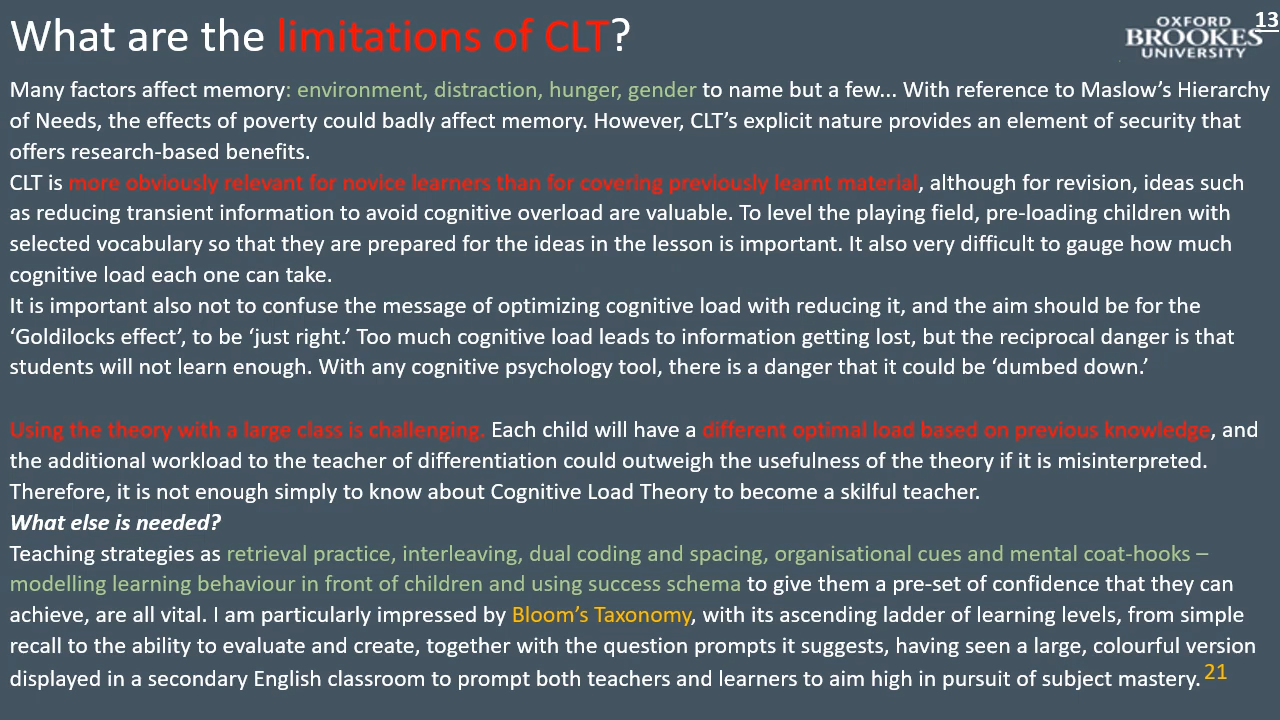 What are the limitations of CLT?
OXFORD
BROOKES
UNIVERSITY
13
Many factors affect memory: environment, distraction, hunger, gender to name but a few... With reference to Maslow’s Hierarchy
of Needs, the effects of poverty could badly affect memory. However, CLT’s explicit nature provides an element of security that
offers research-based benefits.
CLT is more obviously relevant for novice learners than for covering previously learnt material, although for revision, ideas such
as reducing transient information to avoid cognitive overload are valuable. To level the playing field, pre-loading children with
selected vocabulary so that they are prepared for the ideas in the lesson is important. It also very difficult to gauge how much
cognitive load each one can take.
It is important also not to confuse the message of optimizing cognitive load with reducing it, and the aim should be for the
‘Goldilocks effect’, to be ‘just right.’ Too much cognitive load leads to information getting lost, but the reciprocal danger is that
students will not learn enough. With any cognitive psychology tool, there is a danger that it could be ‘dumbed down.’
Using the theory with a large class is challenging. Each child will have a different optimal load based on previous knowledge, and
the additional workload to the teacher of differentiation could outweigh the usefulness of the theory if it is misinterpreted.
Therefore, it is not enough simply to know about Cognitive Load Theory to become a skilful teacher.
What else is needed?
Teaching strategies as retrieval practice, interleaving, dual coding and spacing, organisational cues and mental coat-hooks –
modelling learning behaviour in front of children and using success schema to give them a pre-set of confidence that they can
achieve, are all vital. I am particularly impressed by Bloom’s Taxonomy, with its ascending ladder of learning levels, from simple
recall to the ability to evaluate and create, together with the question prompts it suggests, having seen a large, colourful version
displayed in a secondary English classroom to prompt both teachers and learners to aim high in pursuit of subject mastery. 21